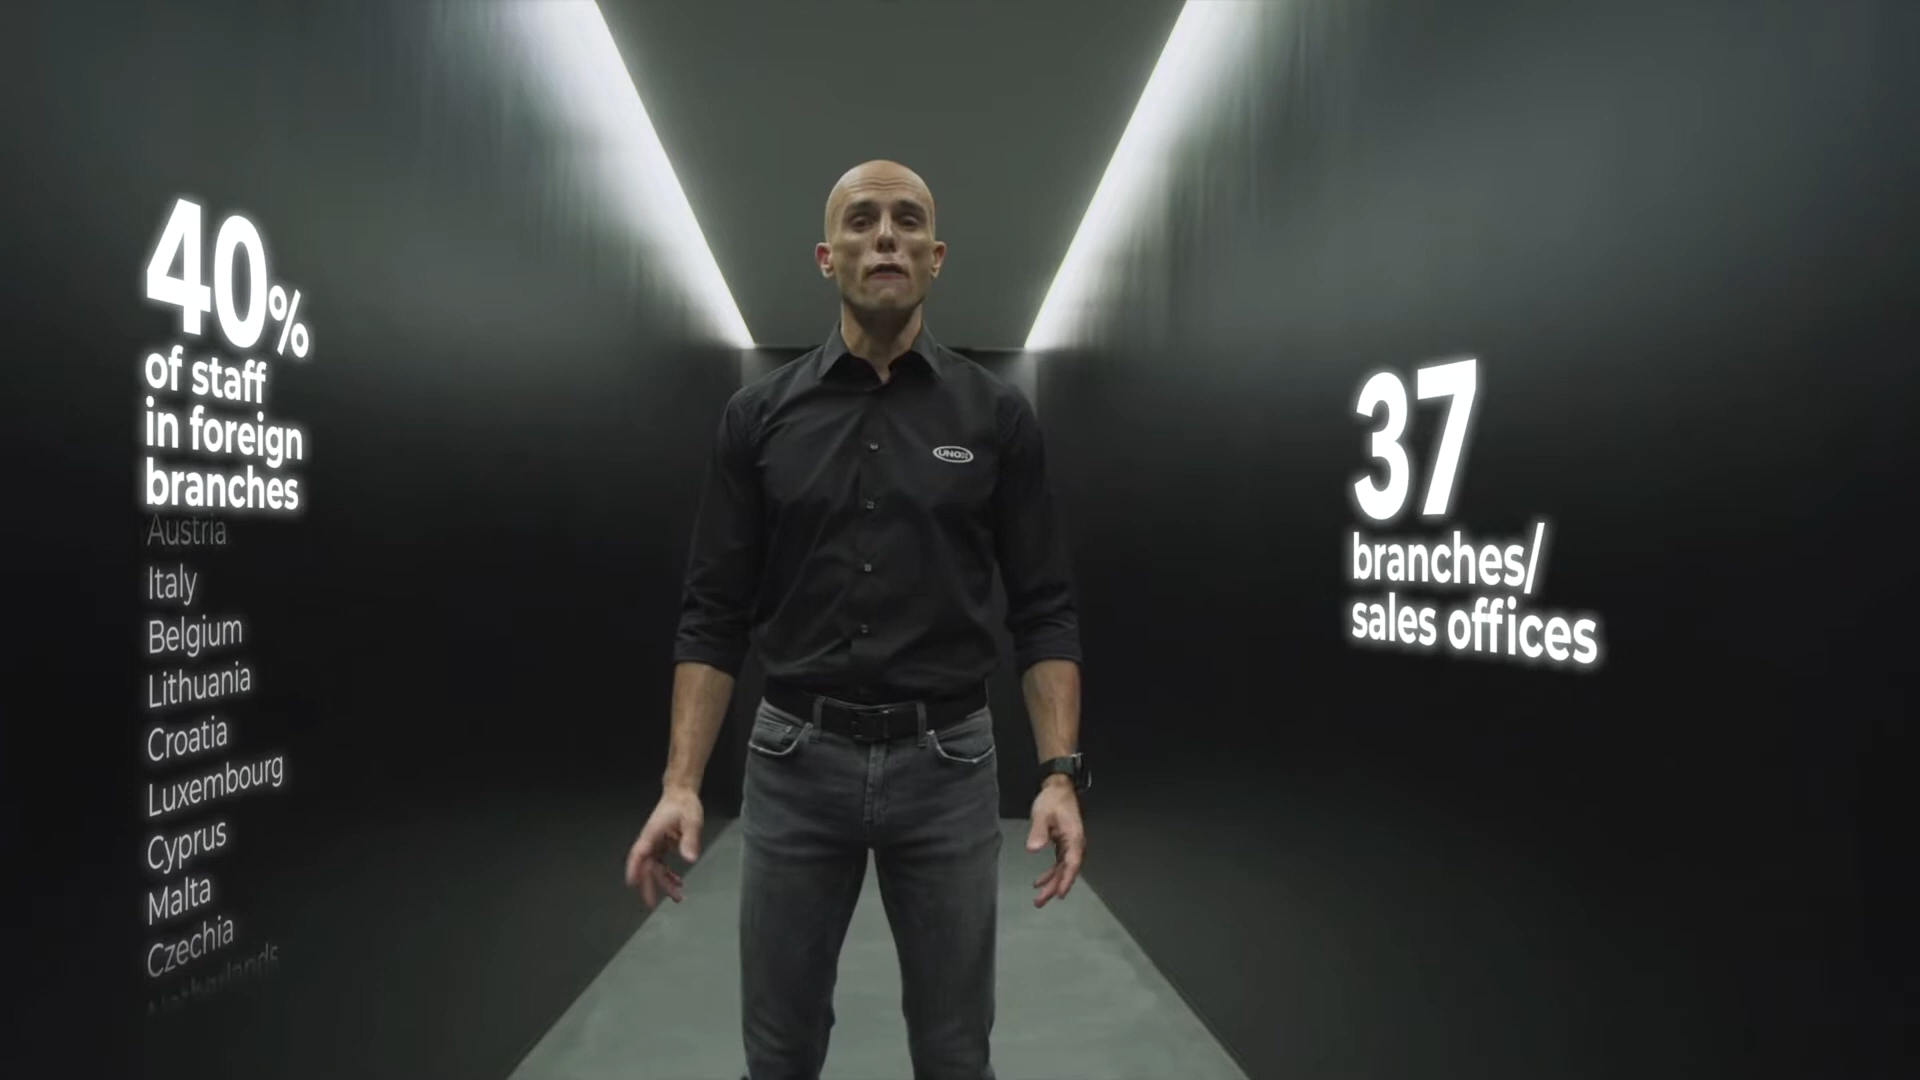 40%
of staff
in foreign
branches
Austria
Italy
Belgium
Lithuania
Croatia
Luxembourg
Cyprus
Malta
Czechia
Netherlands
UNOX
37
branches/
sales offices